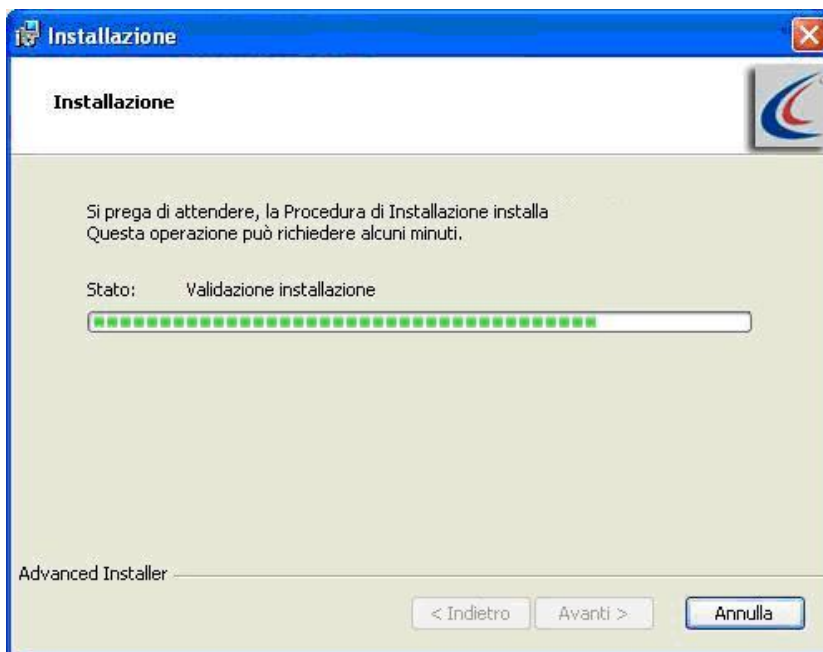 Installazione
Installazione
Si prega di attendere, la Procedura di Installazione installa
Questa operazione può richiedere alcuni minuti.
Stato: Validazione installazione
Advanced Installer
< Indietro Avanti > Annulla